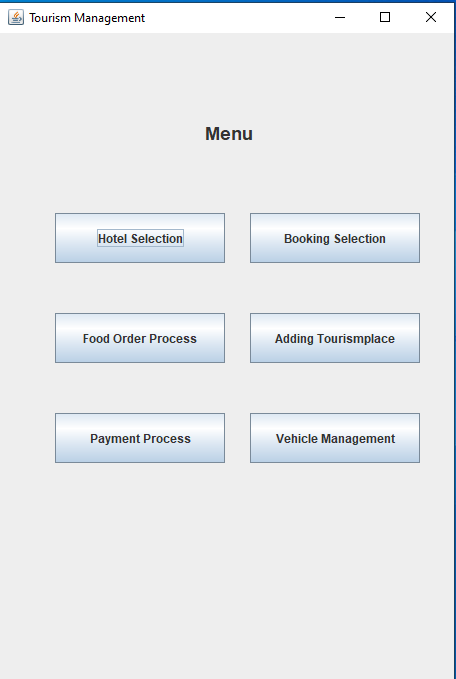 Tourism Management
Menu
Hotel Selection
Booking Selection
Food Order Process
Adding Tourismplace
Payment Process
Vehicle Management